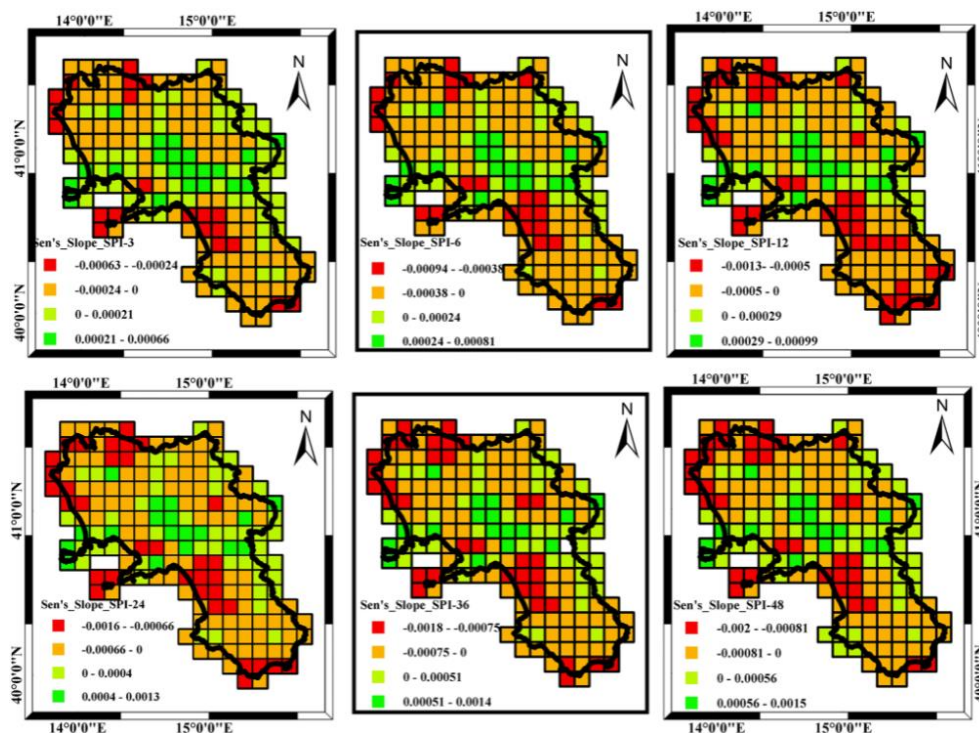 14°0'0"E 15°0'0"E
14°0'0"E 15°0'0"E
N
N
N
41°0'0"N
40°0'0"N
Sen's_Slope_SPI-3
-0.00063 - -0.00024
-0.00024 - 0
0 - 0.00021
0.00021 - 0.00066
Sen's_Slope_SPI-6
-0.00094 - -0.00038
-0.00038 - 0
0 - 0.00024
0.00024 - 0.00081
Sen's_Slope_SPI-12
-0.0013- -0.0005
-0.0005 - 0
0 - 0.00029
0.00029 - 0.00099
14°0'0"E 15°0'0"E
14°0'0"E 15°0'0"E
N
N
N
41°0'0"N
41°0'0"N
40°0'0"N
40°0'0"N
Sen's_Slope_SPI-24
-0.0016 - -0.00066
-0.00066 - 0
0 - 0.0004
0.0004 - 0.0013
Sen's_Slope_SPI-36
-0.0018 - -0.00075
-0.00075 - 0
0 - 0.00051
0.00051 - 0.0014
Sen's_Slope_SPI-48
-0.002 - -0.00081
-0.00081 - 0
0 - 0.00056
0.00056 - 0.0015
14°0'0"E 15°0'0"E
14°0'0"E 15°0'0"E